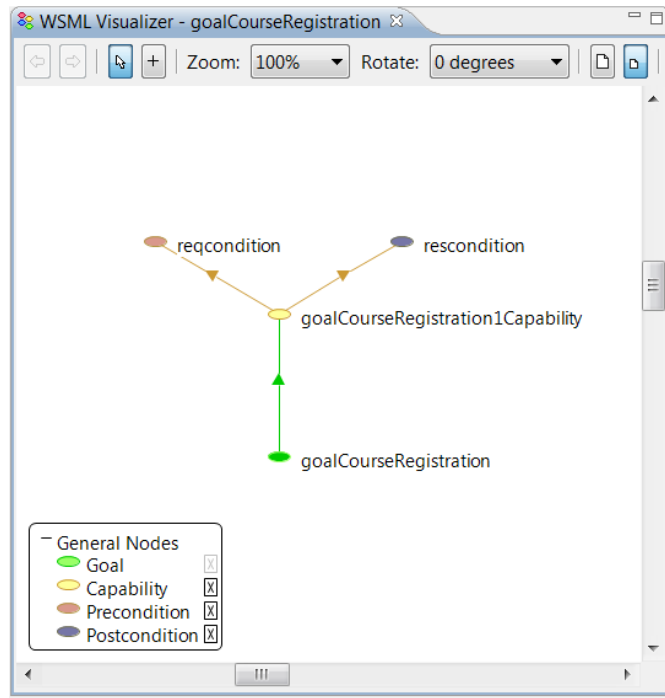 WSML Visualizer - goalCourseRegistration
+ Zoom: 100% Rotate: 0 degrees
reqcondition rescondition
goalCourseRegistration1Capability
goalCourseRegistration
General Nodes
Goal X
Capability X
Precondition X
Postcondition X